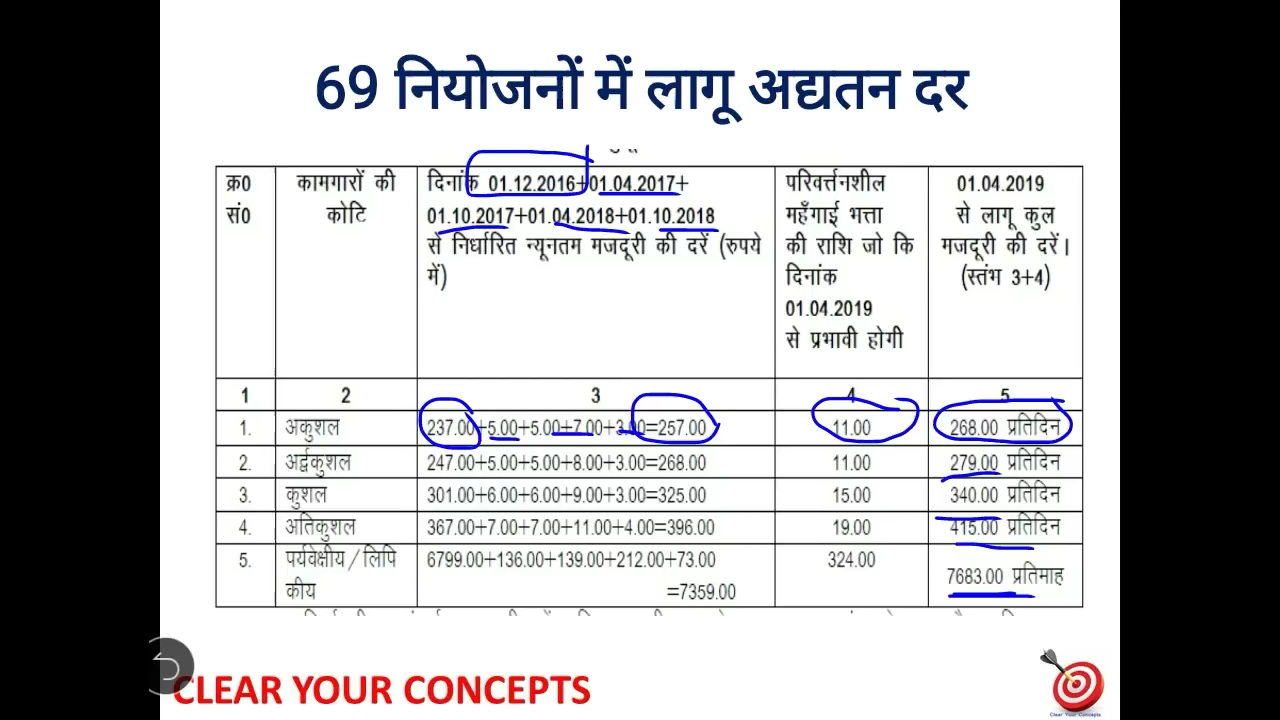 69 नियोजनों में लागू अद्यतन दर
क्र0 सं0
कामगारों की कोटि
दिनांक 01.12.2016+01.04.2017+
01.10.2017+01.04.2018+01.10.2018
से निर्धारित न्यूनतम मजदूरी की दरें (रुपये
में)
परिवर्त्तनशील
महँगाई भत्ता
की राशि जो कि
दिनांक
01.04.2019
से प्रभावी होगी
01.04.2019
से लागू कुल
मजदूरी की दरें।
(स्तंभ 3+4)
1 2 3 4 5
1. अकुशल 237.00+5.00+5.00+7.00+3.00=257.00 11.00 268.00 प्रतिदिन
2. अर्द्वकुशल 247.00+5.00+5.00+8.00+3.00=268.00 11.00 279.00 प्रतिदिन
3. कुशल 301.00+6.00+6.00+9.00+3.00=325.00 15.00 340.00 प्रतिदिन
4. अतिकुशल 367.00+7.00+7.00+11.00+4.00=396.00 19.00 415.00 प्रतिदिन
5. पर्यवेक्षीय/लिपि
कीय
6799.00+136.00+139.00+212.00+73.00
=7359.00
324.00
7683.00 प्रतिमाह
CLEAR YOUR CONCEPTS
Clear Your Concepts